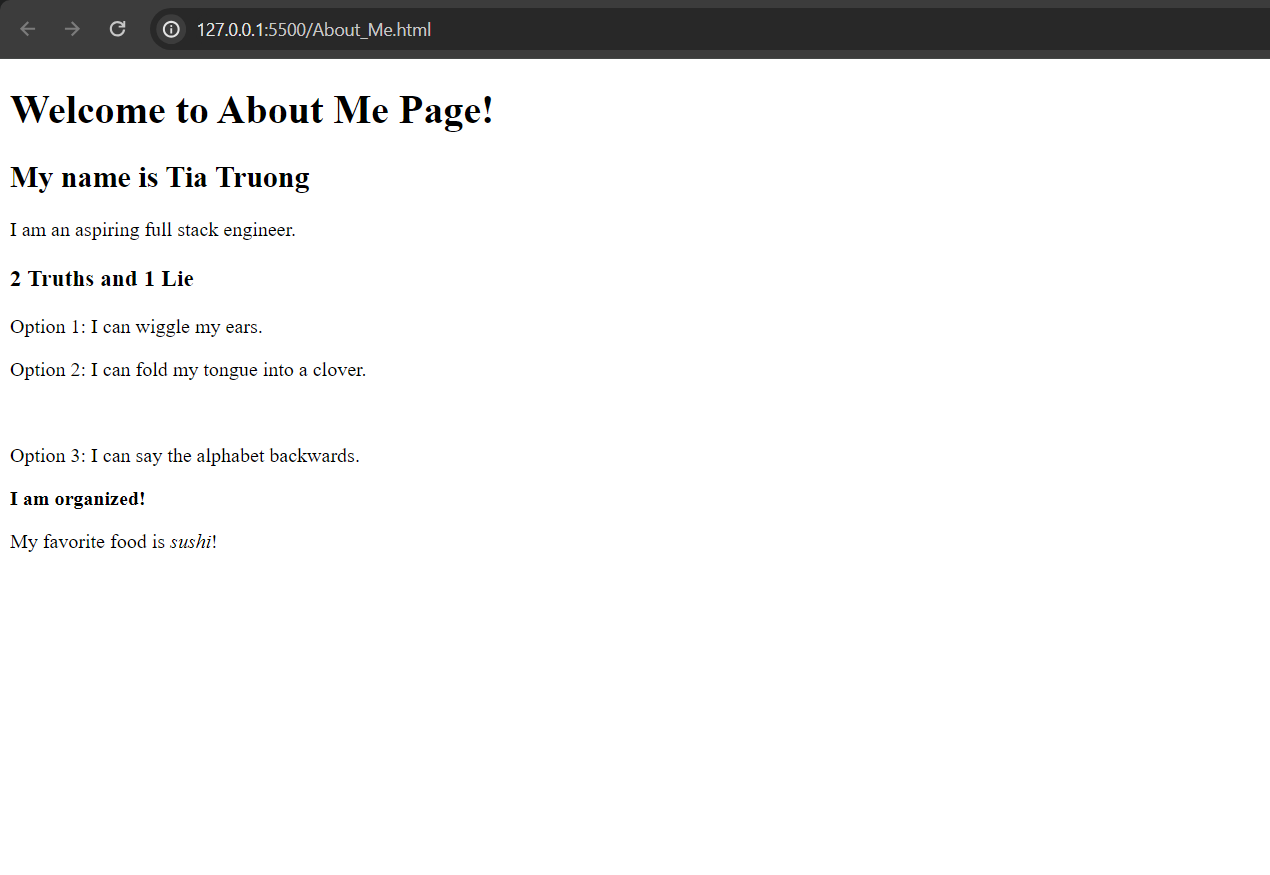 127.0.0.1:5500/About_Me.html
Welcome to About Me Page!
My name is Tia Truong
I am an aspiring full stack engineer.
2 Truths and 1 Lie
Option 1: I can wiggle my ears.
Option 2: I can fold my tongue into a clover.
Option 3: I can say the alphabet backwards.
I am organized!
My favorite food is sushi!